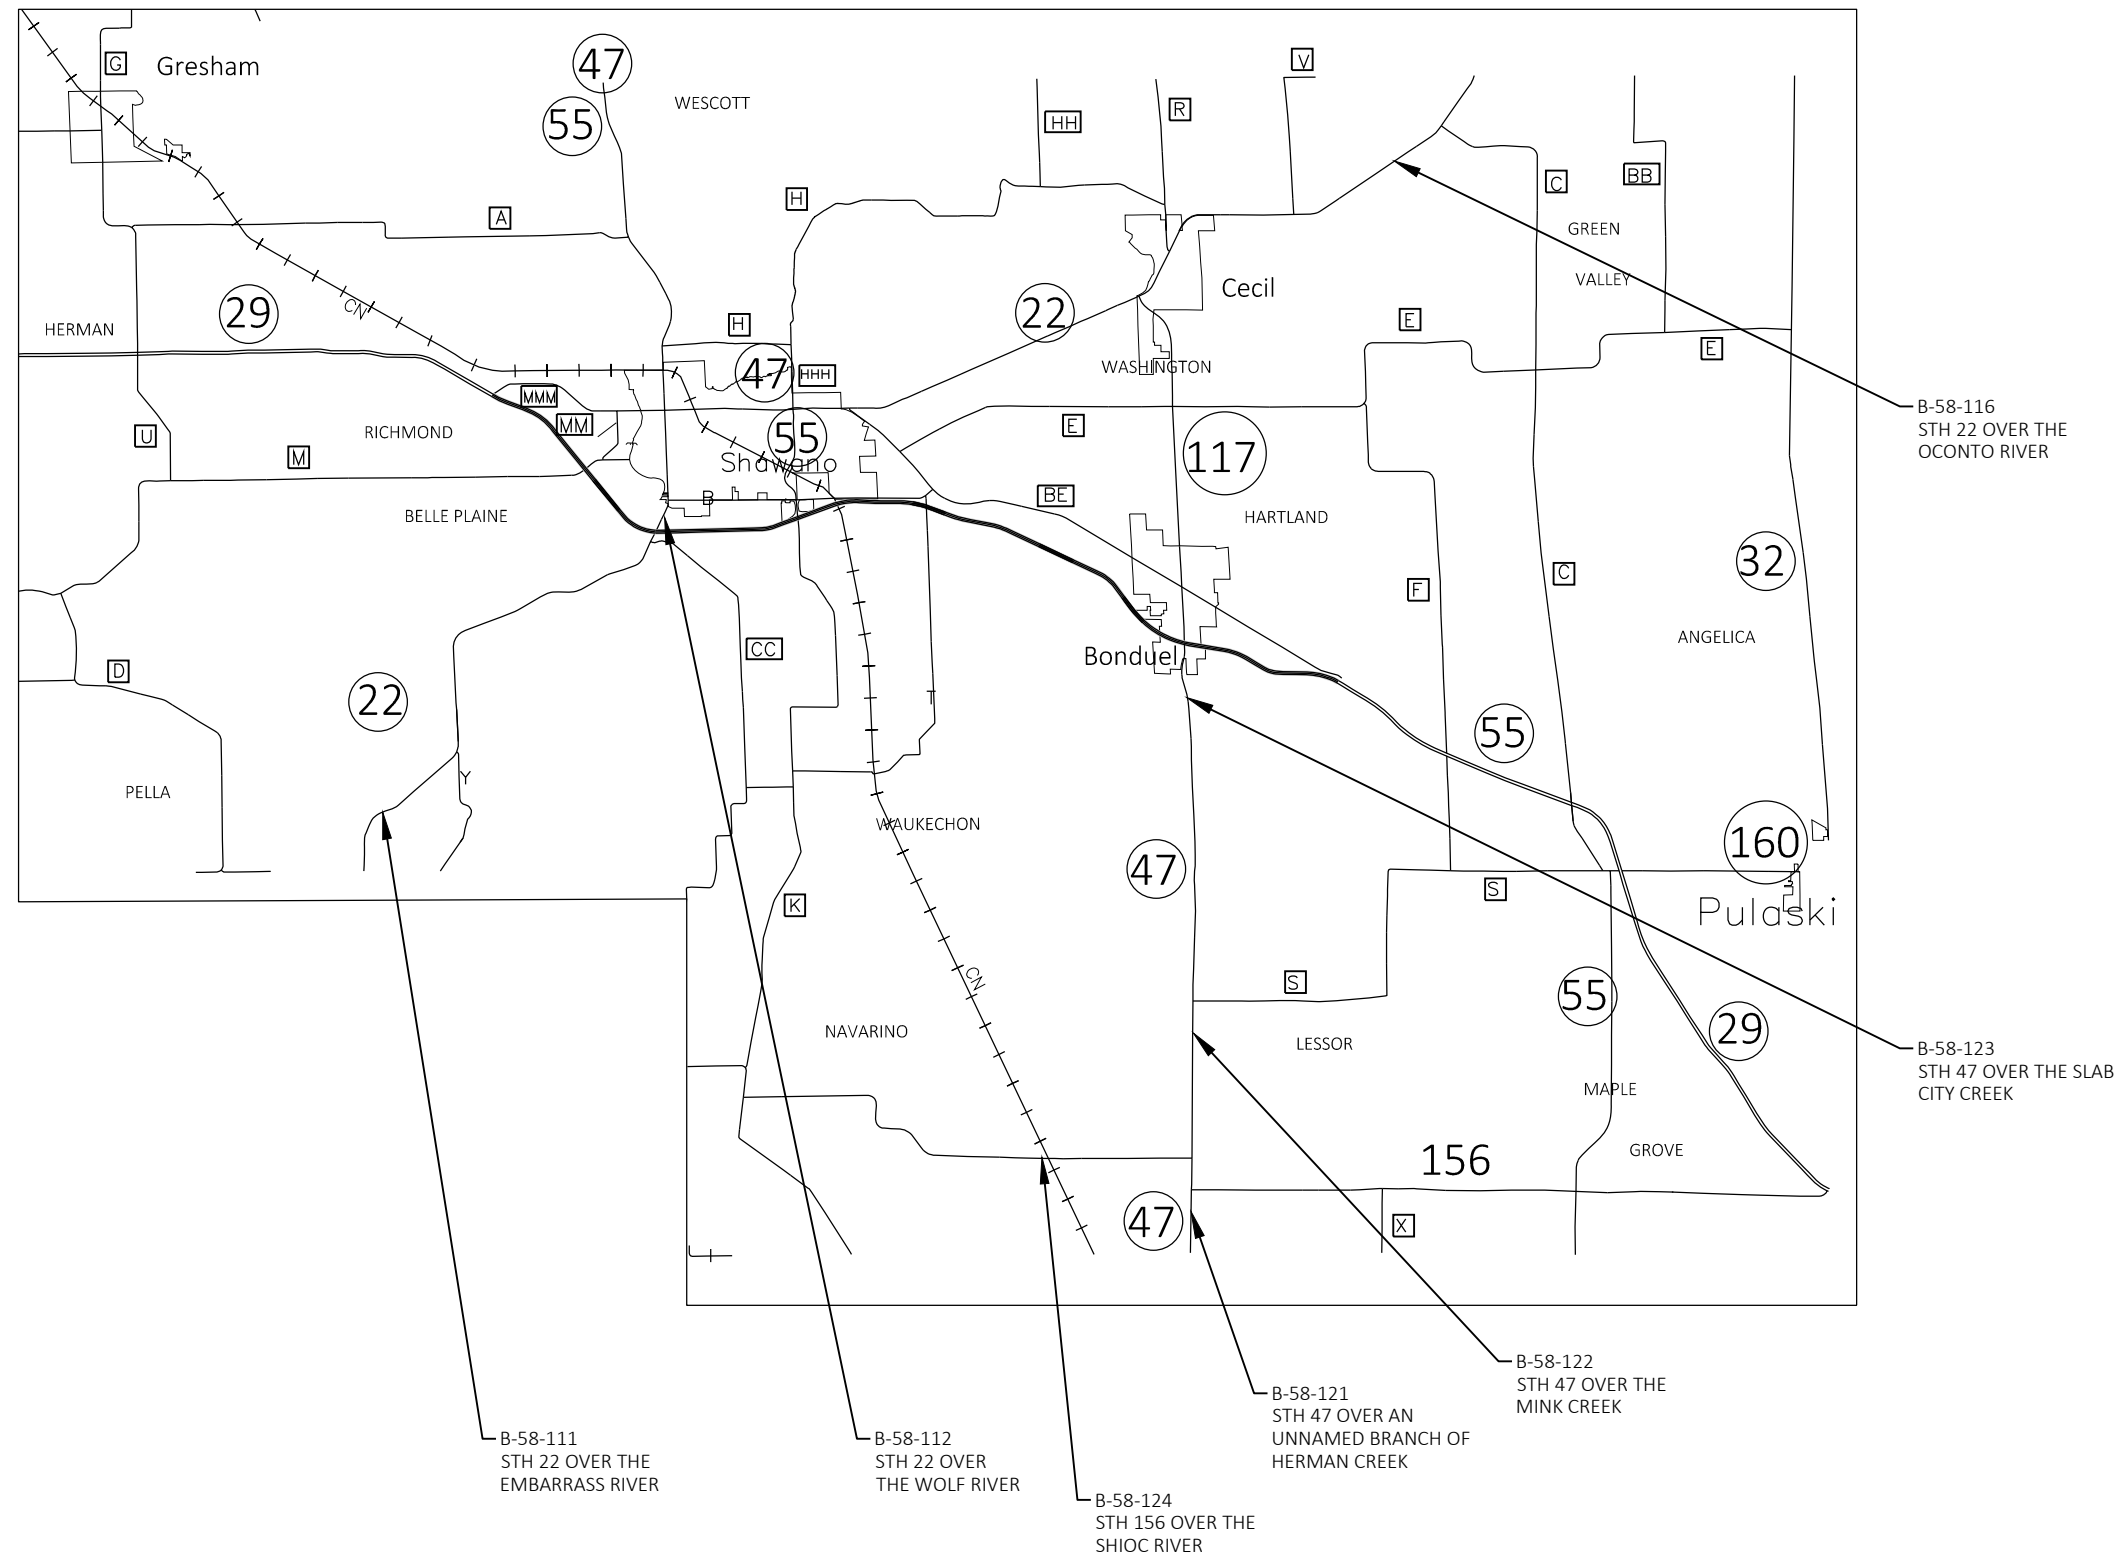 G
Gresham
47
55
WESCOTT
V
HH
R
C
BB
A
H
GREEN
VALLEY
Cecil
29
CN
HERMAN
H
22
E
E
47
HHH
WASHINGTON
MMM
MM
U
RICHMOND
M
55
Shawano
E
117
B-58-116
STH 22 OVER THE
OCONTO RIVER
B
BE
BELLE PLAINE
HARTLAND
32
C
F
ANGELICA
CC
Bonduel
D
22
T
55
Y
PELLA
WAUKECHON
160
47
S
K
Pulaski
CN
S
55
29
NAVARINO
LESSOR
B-58-123
STH 47 OVER THE SLAB
CITY CREEK
MAPLE
GROVE
156
47
X
B-58-122
STH 47 OVER THE
MINK CREEK
B-58-121
STH 47 OVER AN
UNNAMED BRANCH OF
HERMAN CREEK
B-58-111
STH 22 OVER THE
EMBARRASS RIVER
B-58-112
STH 22 OVER
THE WOLF RIVER
B-58-124
STH 156 OVER THE
SHIOC RIVER